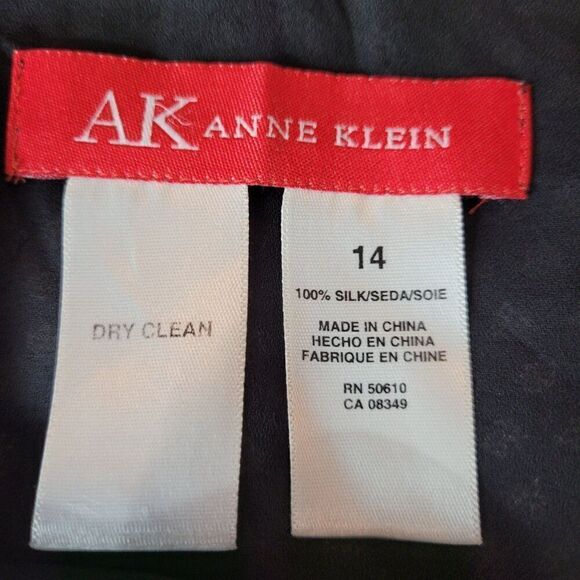 AK ANNE KLEIN
DRY CLEAN
14
100% SILK/SEDA/SOIE
MADE IN CHINA
HECHO EN CHINA
FABRIQUE EN CHINE
RN 50610
CA 08349